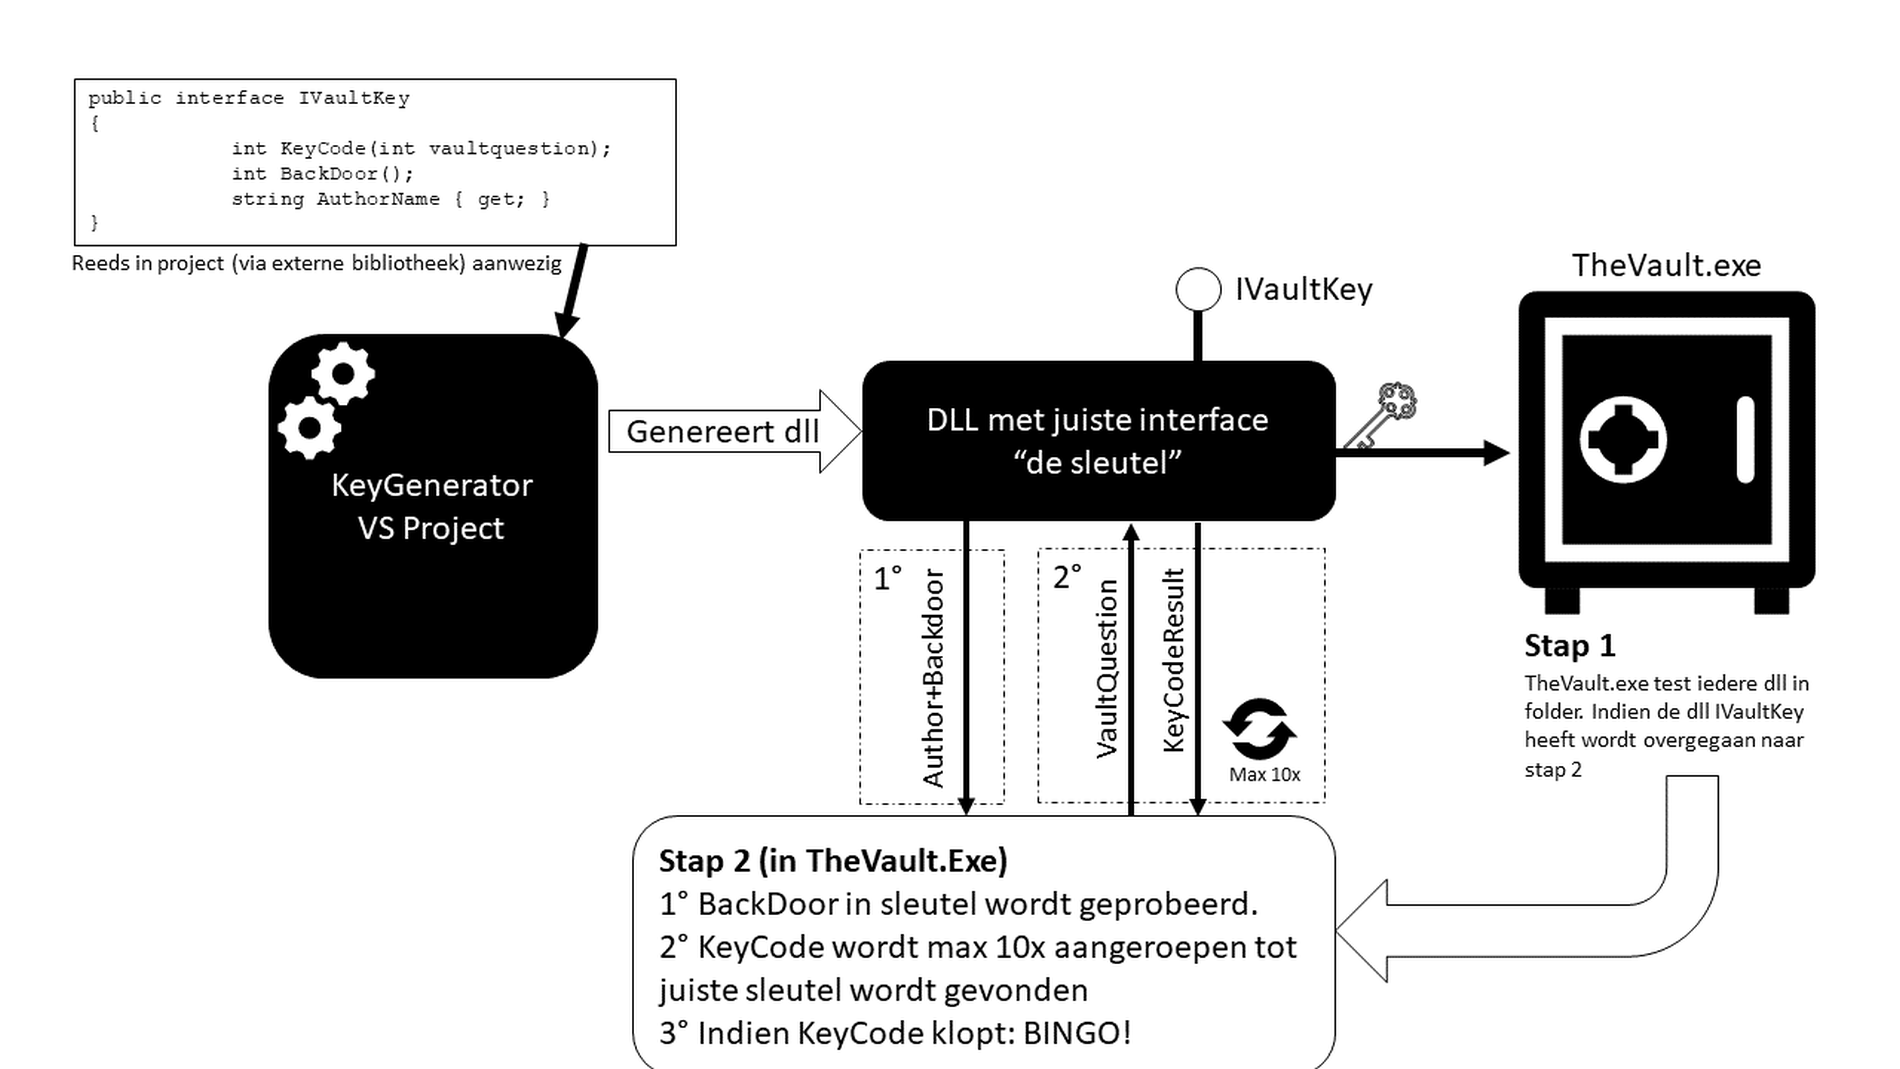 public interface IVaultKey
{
int KeyCode(int vaultquestion);
int BackDoor();
string AuthorName { get; }
}
Reeds in project (via externe bibliotheek) aanwezig
KeyGenerator
VS Project
Genereert dll
IVaultKey
DLL met juiste interface
“de sleutel”
TheVault.exe
1°
Author+Backdoor
2°
VaultQuestion
KeyCodeResult
Max 10x
Stap 1
TheVault.exe test iedere dll in
folder. Indien de dll IVaultKey
heeft wordt overgegaan naar
stap 2
Stap 2 (in TheVault.Exe)
1° BackDoor in sleutel wordt geprobeerd.
2° KeyCode wordt max 10x aangeroepen tot
juiste sleutel wordt gevonden
3° Indien KeyCode klopt: BINGO!